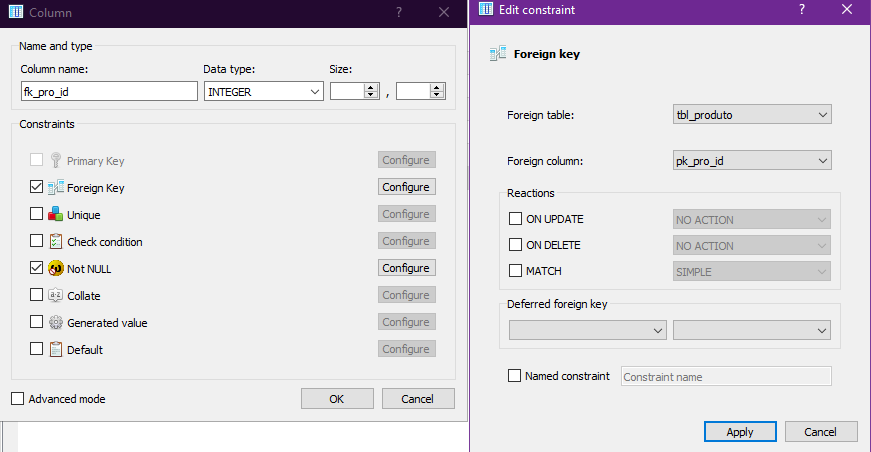 Column
?
Name and type
Column name:
Data type:
Size:
fk_pro_id
INTEGER
,
Constraints
Primary Key
Configure
Foreign Key
Configure
Unique
Configure
Check condition
Configure
Not NULL
Configure
Collate
Configure
Generated value
Configure
Default
Configure
Advanced mode
OK
Cancel
Edit constraint
?
Foreign key
Foreign table:
tbl_produto
Foreign column:
pk_pro_id
Reactions
ON UPDATE
NO ACTION
ON DELETE
NO ACTION
MATCH
SIMPLE
Deferred foreign key
Named constraint
Constraint name
Apply
Cancel